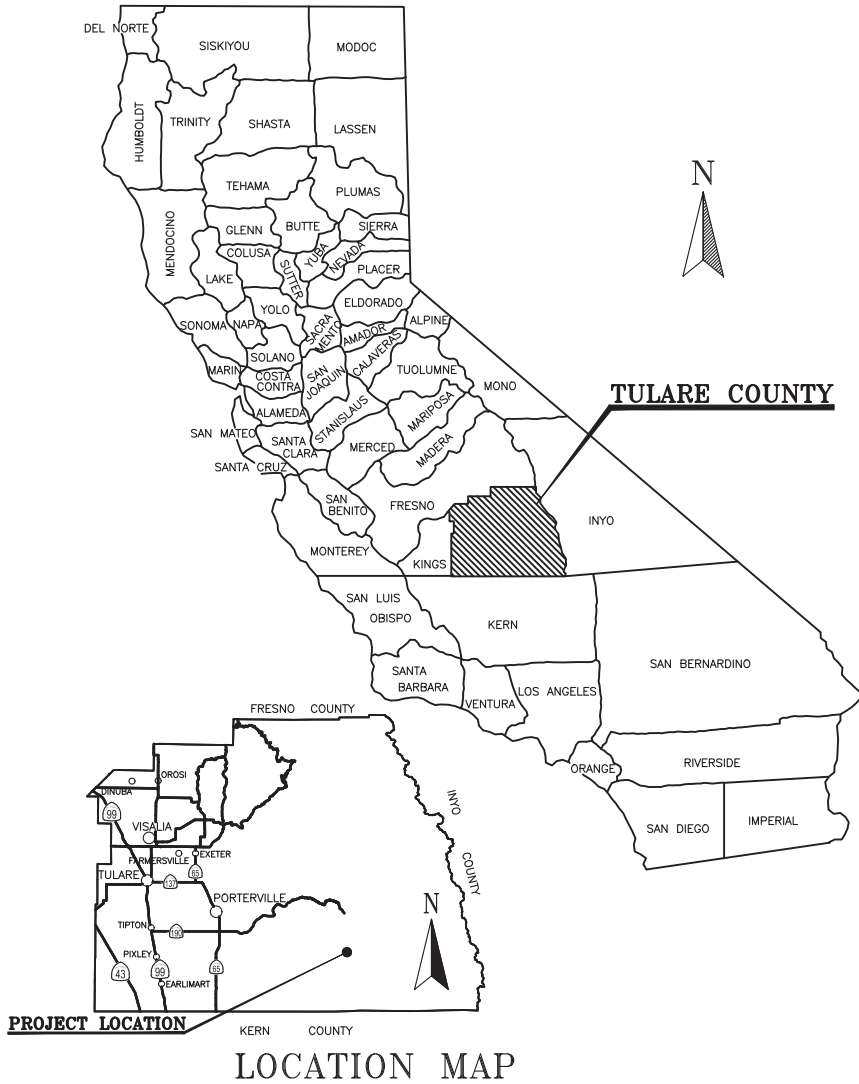 DEL NORTE
SISKIYOU
MODOC
HUMBOLDT
TRINITY
SHASTA
LASSEN
TEHAMA
PLUMAS
MENDOCINO
GLENN
BUTTE
SIERRA
COLUSA
YUBA
NEVADA
LAKE
SUTTER
PLACER
YOLO
ELDORADO
SONOMA
NAPA
SACRA
MENTO
AMADOR
ALPINE
SOLANO
CALAVERAS
MARIN
COSTA
CONTRA
SAN
JOAQUIN
TUOLUMNE
MONO
ALAMEDA
STANISLAUS
MARIPOSA
SAN MATEO
SANTA
CLARA
MERCED
MADERA
SANTA CRUZ
SAN
BENITO
FRESNO
INYO
MONTEREY
KINGS
SAN LUIS
OBISPO
KERN
SANTA
BARBARA
VENTURA
LOS ANGELES
SAN BERNARDINO
ORANGE
RIVERSIDE
SAN DIEGO
IMPERIAL
N
TULARE COUNTY
FRESNO COUNTY
OROSI
DINUBA
99
VISALIA
FARMERSVILLE
EXETER
65
TULARE
137
PORTERVILLE
TIPTON
190
PIXLEY
43
99
65
EARLIMART
INYO
COUNTY
N
PROJECT LOCATION
KERN COUNTY
LOCATION MAP